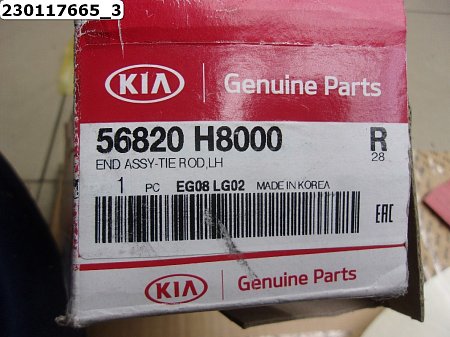 230117665_3
KIA Genuine Parts
56820 H8000 R
END ASSY-TIE ROD,LH 28
1 PC EG08 LG02 MADE IN KOREA
EAC
KIA Genuine Parts